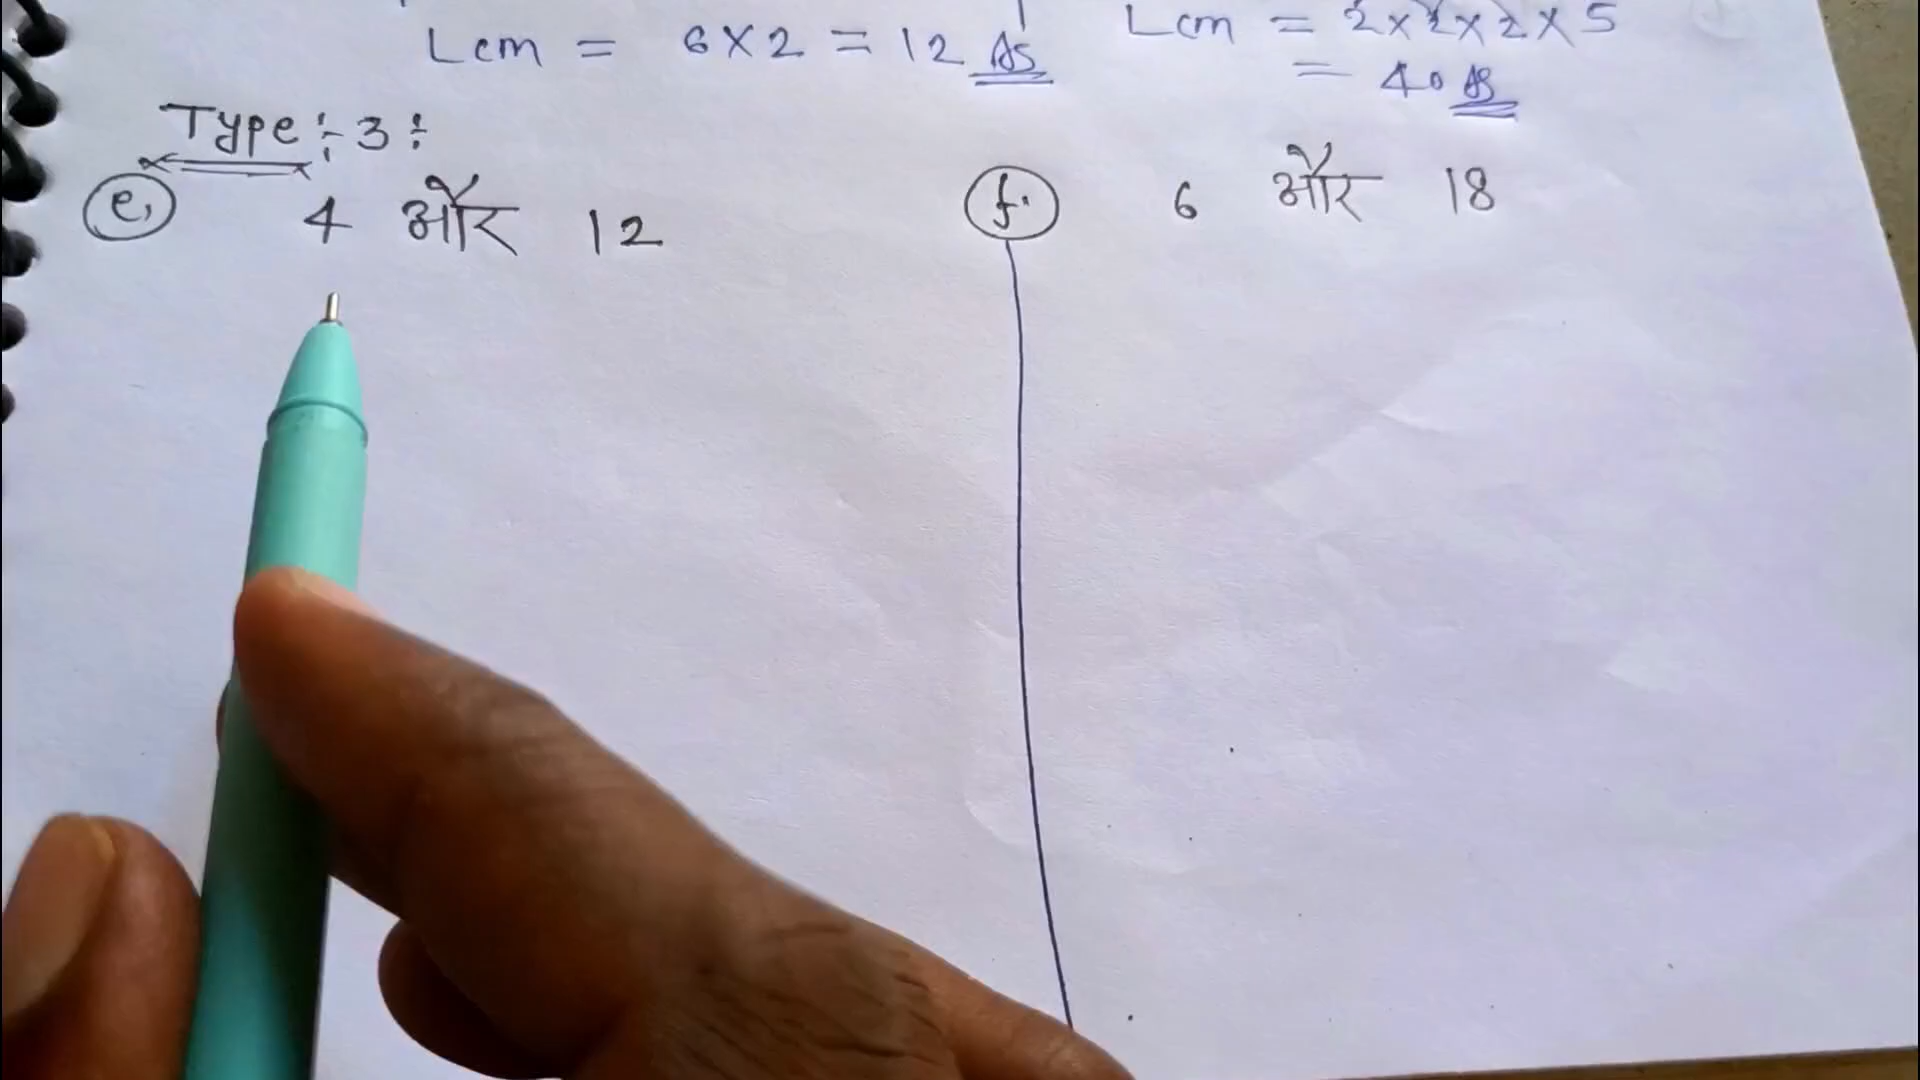 Lcm = 6×2 = 12 As
Lcm = 2×2×2×5
= 40 As
Type÷3÷
e, 4 और 12
f. 6 और 18